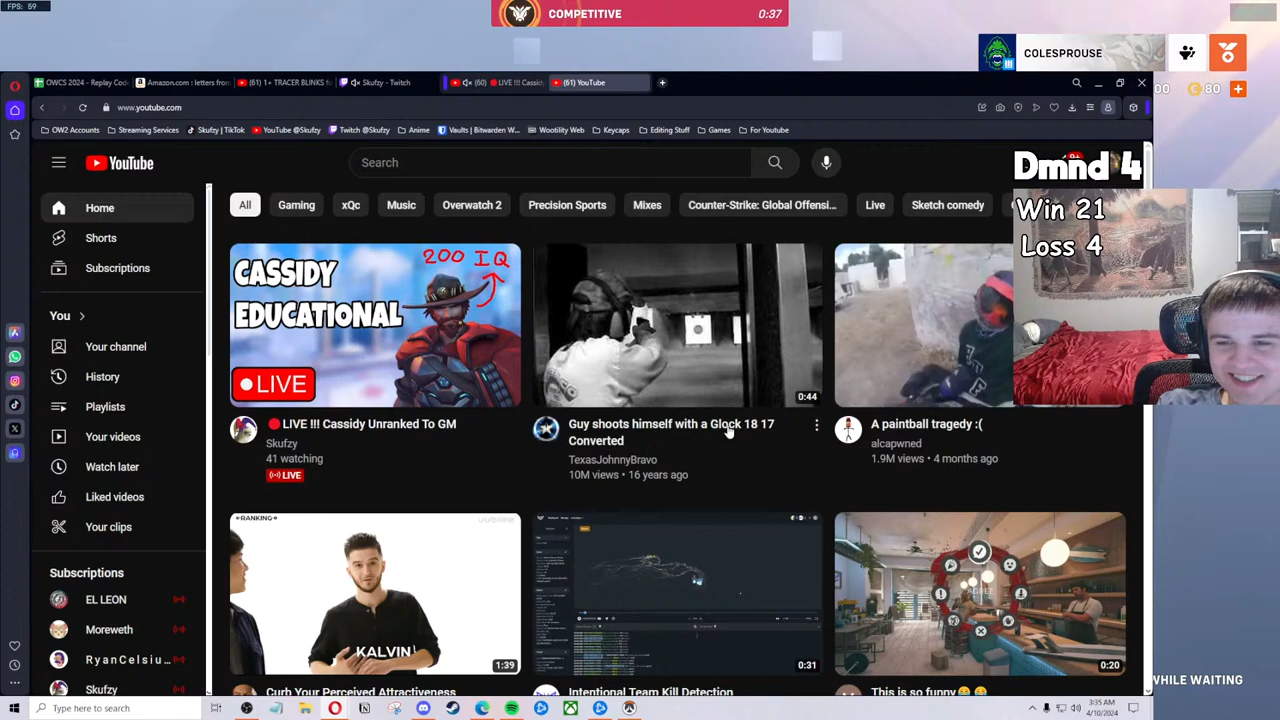 FPS : 59
COMPETITIVE
0:37
COLESPROUSE
80
OWCS 2024 - Replay Cod
Amazon.com : letters from
(61) 1+ TRACER BLINKS fo
Skufzy - Twitch
(60) 🔴 LIVE !!! Cassidy
(61) YouTube
www.youtube.com
OW2 Accounts
Streaming Services
Skufzy | TikTok
YouTube @Skufzy
Twitch @Skufzy
Anime
Vaults | Bitwarden W...
Wootility Web
Keycaps
Editing Stuff
Games
For Youtube
YouTube
Search
9+
Dmnd 4
Win 21
Loss 4
All
Gaming
xQc
Music
Overwatch 2
Precision Sports
Mixes
Counter-Strike: Global Offensi...
Live
Sketch comedy
Home
Shorts
Subscriptions
You
Your channel
History
Playlists
Your videos
Watch later
Liked videos
Your clips
Subscriptions
EL LEON
Moreweth
Skufzy
CASSIDY
EDUCATIONAL
200 IQ
LIVE
🔴LIVE !!! Cassidy Unranked To GM
Skufzy
41 watching
LIVE
0:44
Guy shoots himself with a Glock 18 17
Converted
TexasJohnnyBravo
10M views • 16 years ago
A paintball tragedy :(
alcapwned
1.9M views • 4 months ago
RANKING
KALVIN
1:39
Curb Your Perceived Attractiveness
0:31
Intentional Team Kill Detection
0:20
This is so funny😂 😂
WHILE WAITING
Type here to search
3:35 AM
4/10/2024